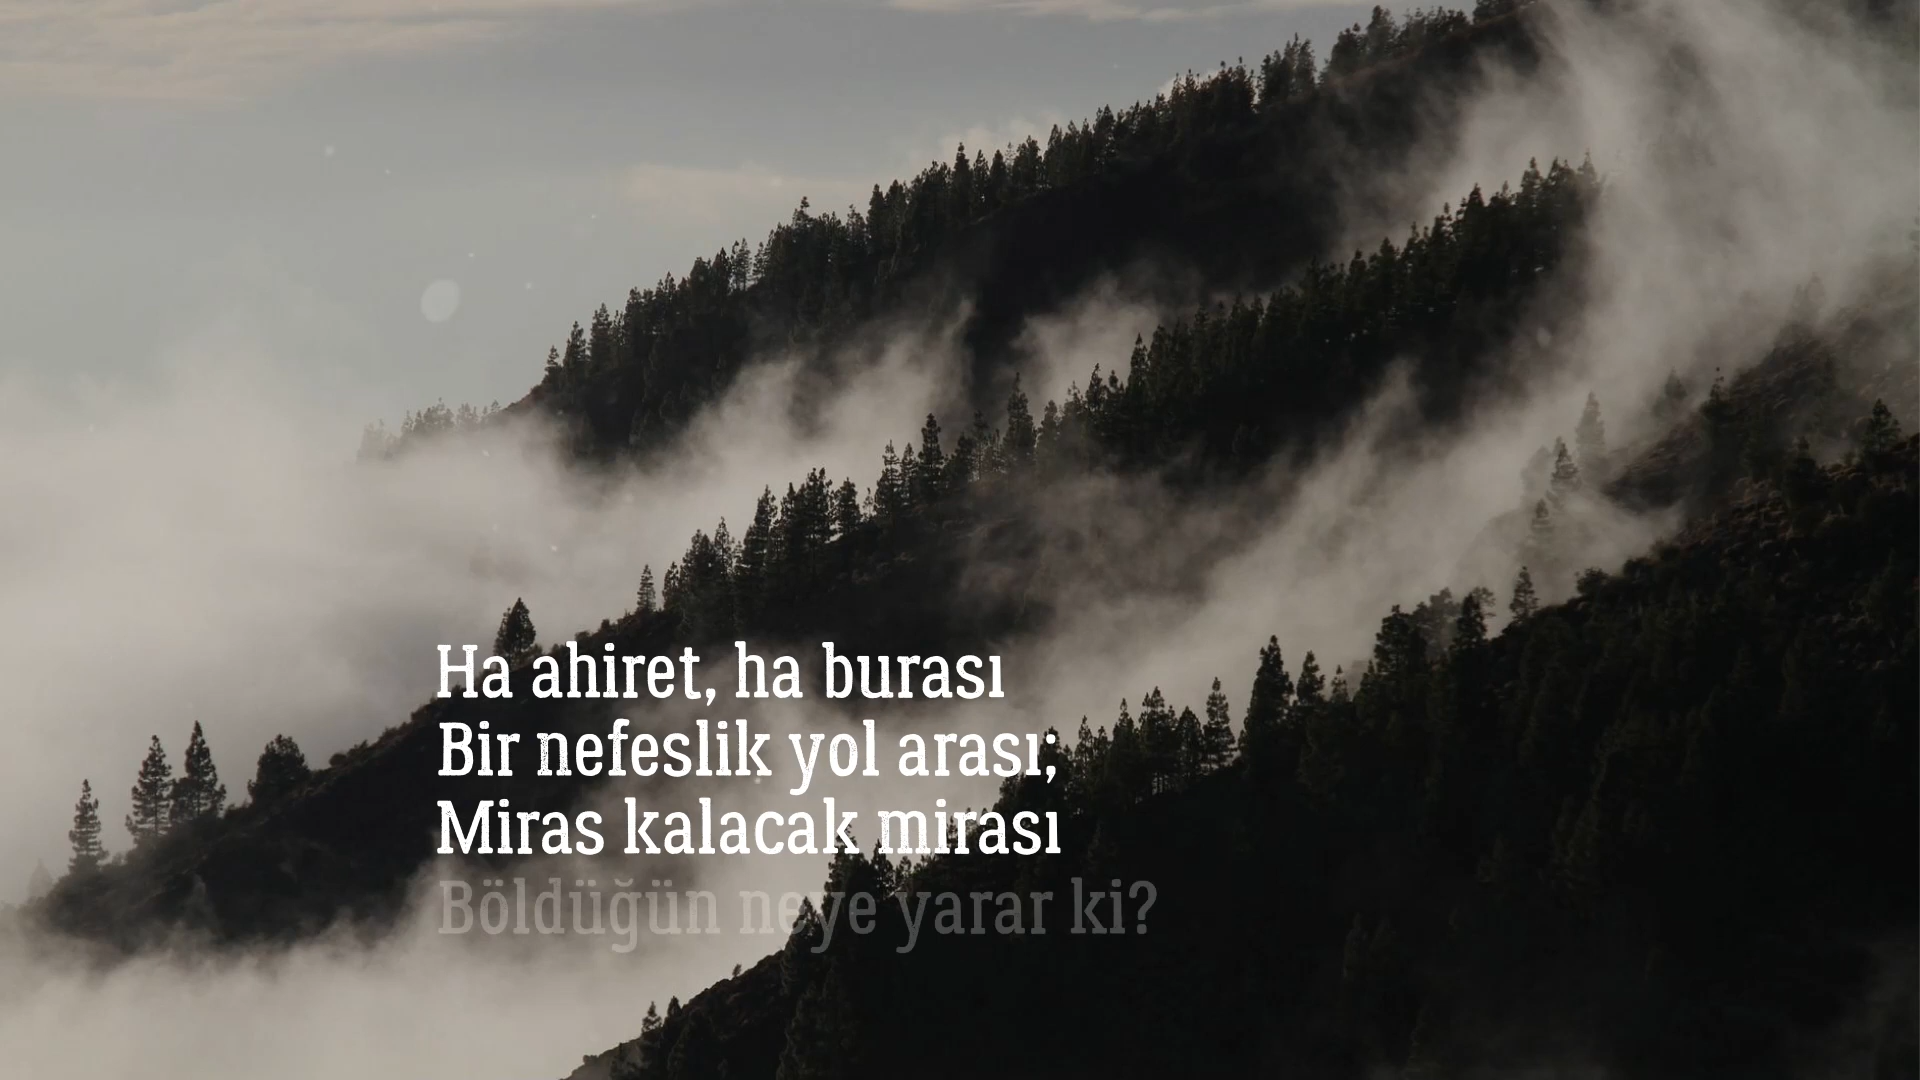 Ha ahiret, ha burası
Bir nefeslik yol arası;
Miras kalacak mirası
Böldüğün neye yarar ki?